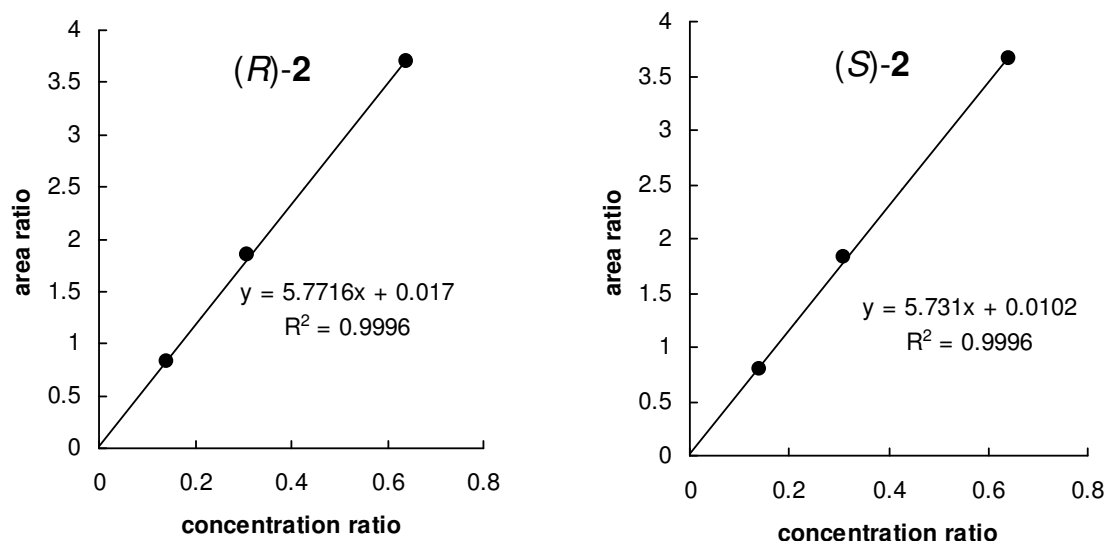 (R)-2
area ratio
4
3.5
3
2.5
2
1.5
1
0.5
0
y = 5.7716x + 0.017
R² = 0.9996
0 0.2 0.4 0.6 0.8
concentration ratio
(S)-2
area ratio
4
3.5
3
2.5
2
1.5
1
0.5
0
y = 5.731x + 0.0102
R² = 0.9996
0 0.2 0.4 0.6 0.8
concentration ratio